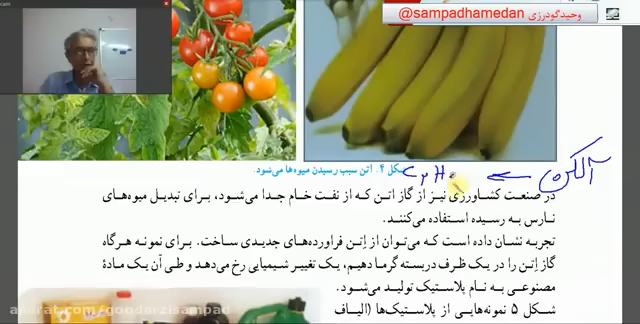 وحیدگودرزی @sampadhamedan
شکل ۴. اتن سبب رسیدن میوه‌ها می‌شود.
آلکن
در صنعت کشاورزی نیز از گاز اتن که از نفت خام جدا می‌شود، برای تبدیل میوه‌های
نارس به رسیده استفاده می‌کنند.
تجربه نشان داده است که می‌توان از اِتن فراورده‌های جدیدی ساخت. برای نمونه هرگاه
گاز اِتن را در یک ظرف دربسته گرما دهیم، یک تغییر شیمیایی رخ می‌دهد و طی آن یک مادهٔ
مصنوعی به نام پلاستیک تولید می‌شود.
شکل ۵ نمونه‌هایی از پلاستیک‌ها (الیاف
aparat.com/goodarzisampad